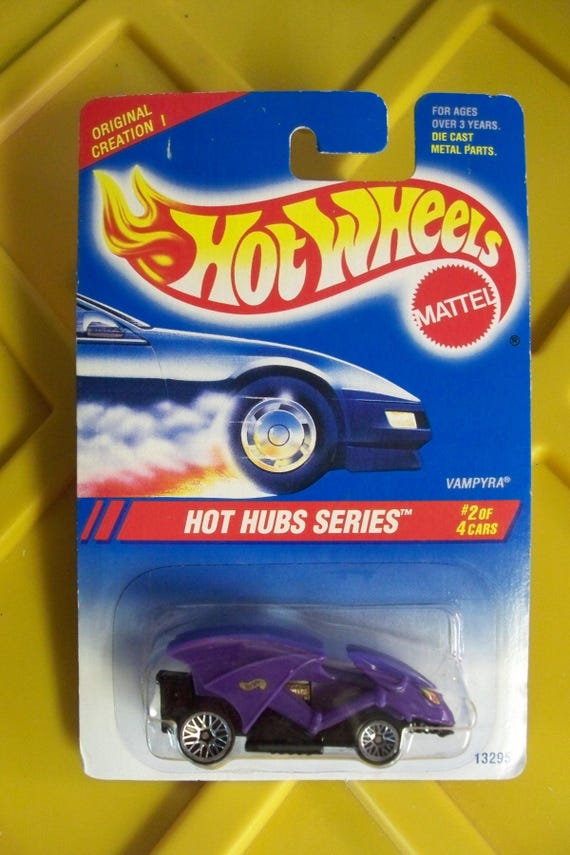 ORIGINAL
CREATION !
FOR AGES
OVER 3 YEARS.
DIE CAST
METAL PARTS.
HOT WHEELS
MATTEL
®
VAMPYRA®
HOT HUBS SERIES™
#2 OF
4 CARS
13295